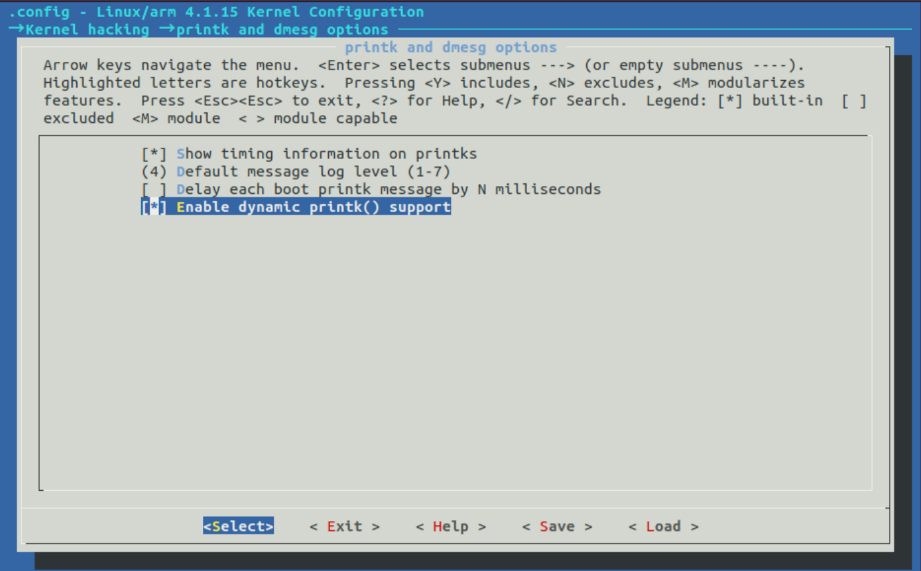 .config - Linux/arm 4.1.15 Kernel Configuration
→Kernel hacking →printk and dmesg options
printk and dmesg options
Arrow keys navigate the menu.  <Enter> selects submenus ---> (or empty submenus ----).
Highlighted letters are hotkeys.  Pressing <Y> includes, <N> excludes, <M> modularizes
features.  Press <Esc><Esc> to exit, <?> for Help, </> for Search.  Legend: [*] built-in  [ ]
excluded  <M> module  < > module capable
[*] Show timing information on printks
(4) Default message log level (1-7)
[ ] Delay each boot printk message by N milliseconds
[*] Enable dynamic printk() support
<Select>    < Exit >    < Help >    < Save >    < Load >